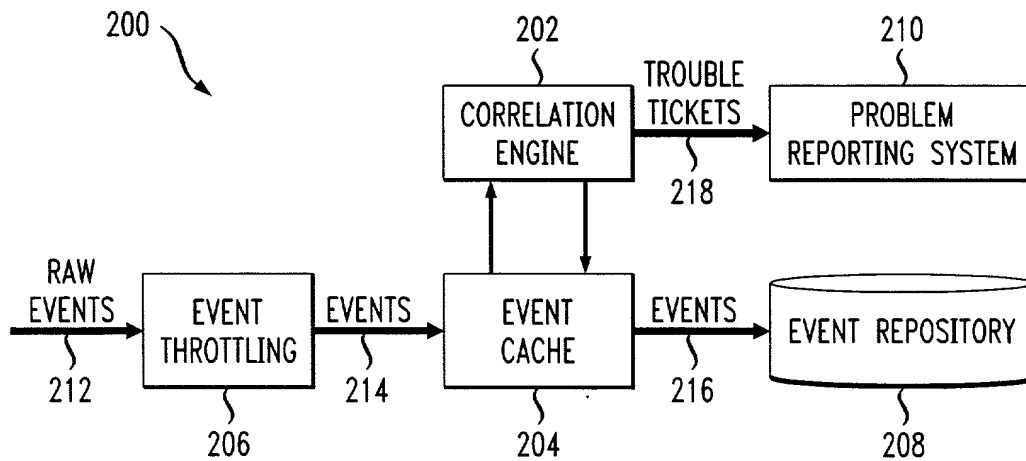 200
202
210
CORRELATION
ENGINE
TROUBLE
TICKETS
218
PROBLEM
REPORTING SYSTEM
RAW
EVENTS
212
EVENT
THROTTLING
206
EVENTS
214
EVENT
CACHE
204
EVENTS
216
EVENT REPOSITORY
208